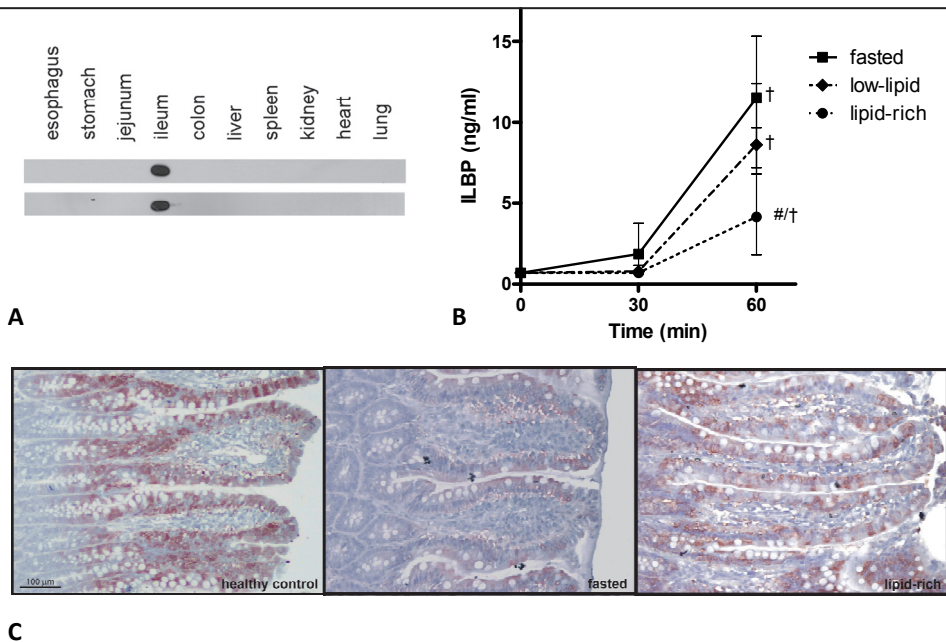 esophagus
stomach
jejunum
ileum
colon
liver
spleen
kidney
heart
lung
A
ILBP (ng/ml)
15
10
5
0
0 30 60
Time (min)
fasted
low-lipid
lipid-rich
†
†
#/†
B
100 µm
healthy control
fasted
lipid-rich
C